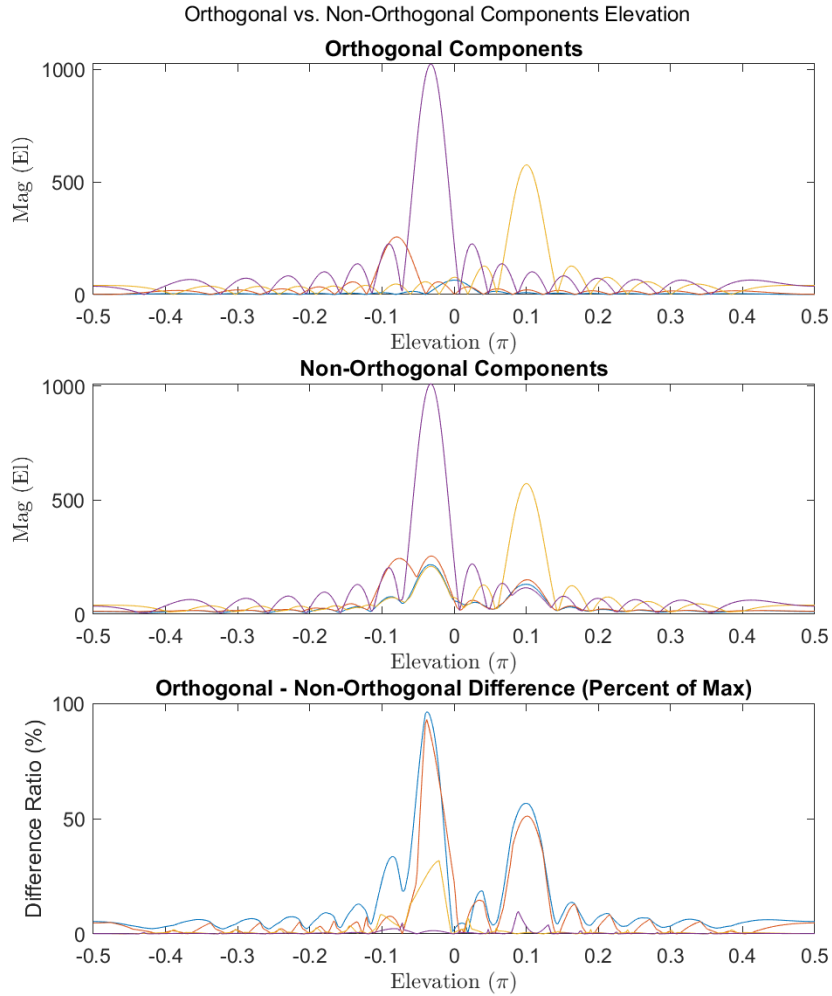 Orthogonal vs. Non-Orthogonal Components Elevation
Orthogonal Components
1000
500
0
Mag (El)
-0.5 -0.4 -0.3 -0.2 -0.1 0 0.1 0.2 0.3 0.4 0.5
Elevation (π)
Non-Orthogonal Components
1000
500
0
Mag (El)
-0.5 -0.4 -0.3 -0.2 -0.1 0 0.1 0.2 0.3 0.4 0.5
Elevation (π)
Orthogonal - Non-Orthogonal Difference (Percent of Max)
100
50
0
Difference Ratio (%)
-0.5 -0.4 -0.3 -0.2 -0.1 0 0.1 0.2 0.3 0.4 0.5
Elevation (π)